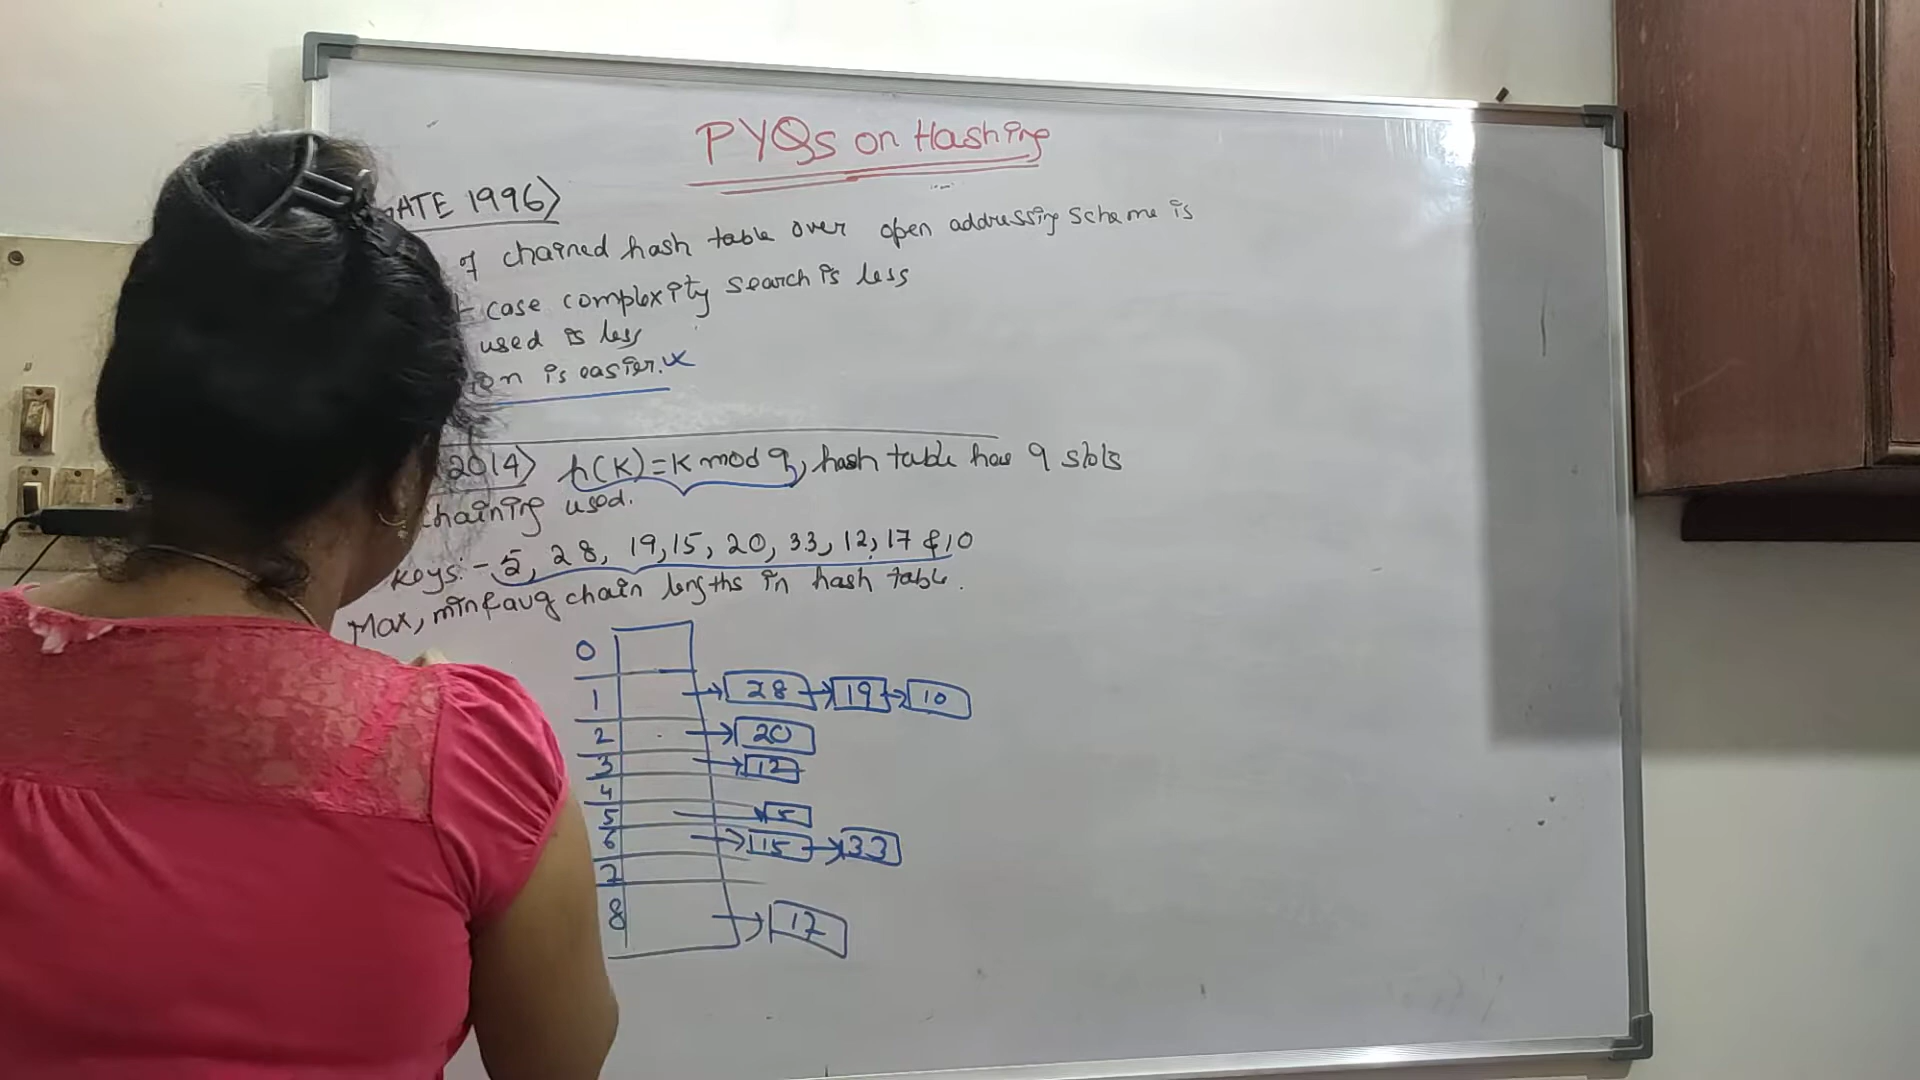 PYQs on Hashing
ATE 1996>
of chained hash table over open addressing scheme is
case complexity search is less
used is less
ion is easier.
2014> h(K)=K mod 9, hash table has 9 slots
haining used.
keys:- 5, 28, 19, 15, 20, 33, 12, 17 & 10
Max, min & avg chain lengths in hash table.
0
1 → 28 → 19 → 10
2 → 20
3 → 12
4
5 → 5
6 → 15 → 33
7
8 → 17